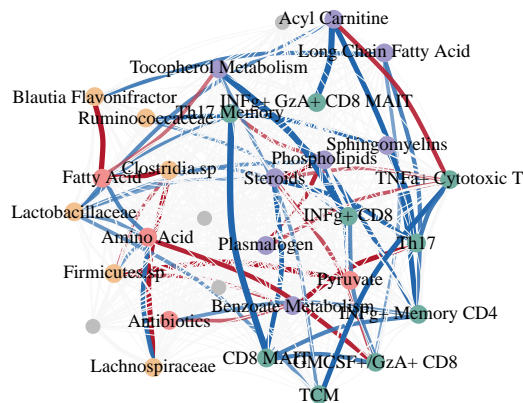 Acyl Carnitine
Long Chain Fatty Acid
Tocopherol Metabolism
Blautia Flavonifractor
INFg+ GzA+ CD8 MAIT
Th17 Memory
Ruminococcaceae
Sphingomyelins
Phospholipids
Clostridia.sp
Fatty Acid
Steroids
TNFa+ Cytotoxic T
Lactobacillaceae
INFg+ CD8
Amino Acid
Plasmalogen
Th17
Firmicutes.sp
Pyruvate
Benzoate Metabolism
INFg+ Memory CD4
Antibiotics
CD8 MAIT
GMCSF+/GzA+ CD8
Lachnospiraceae
TCM